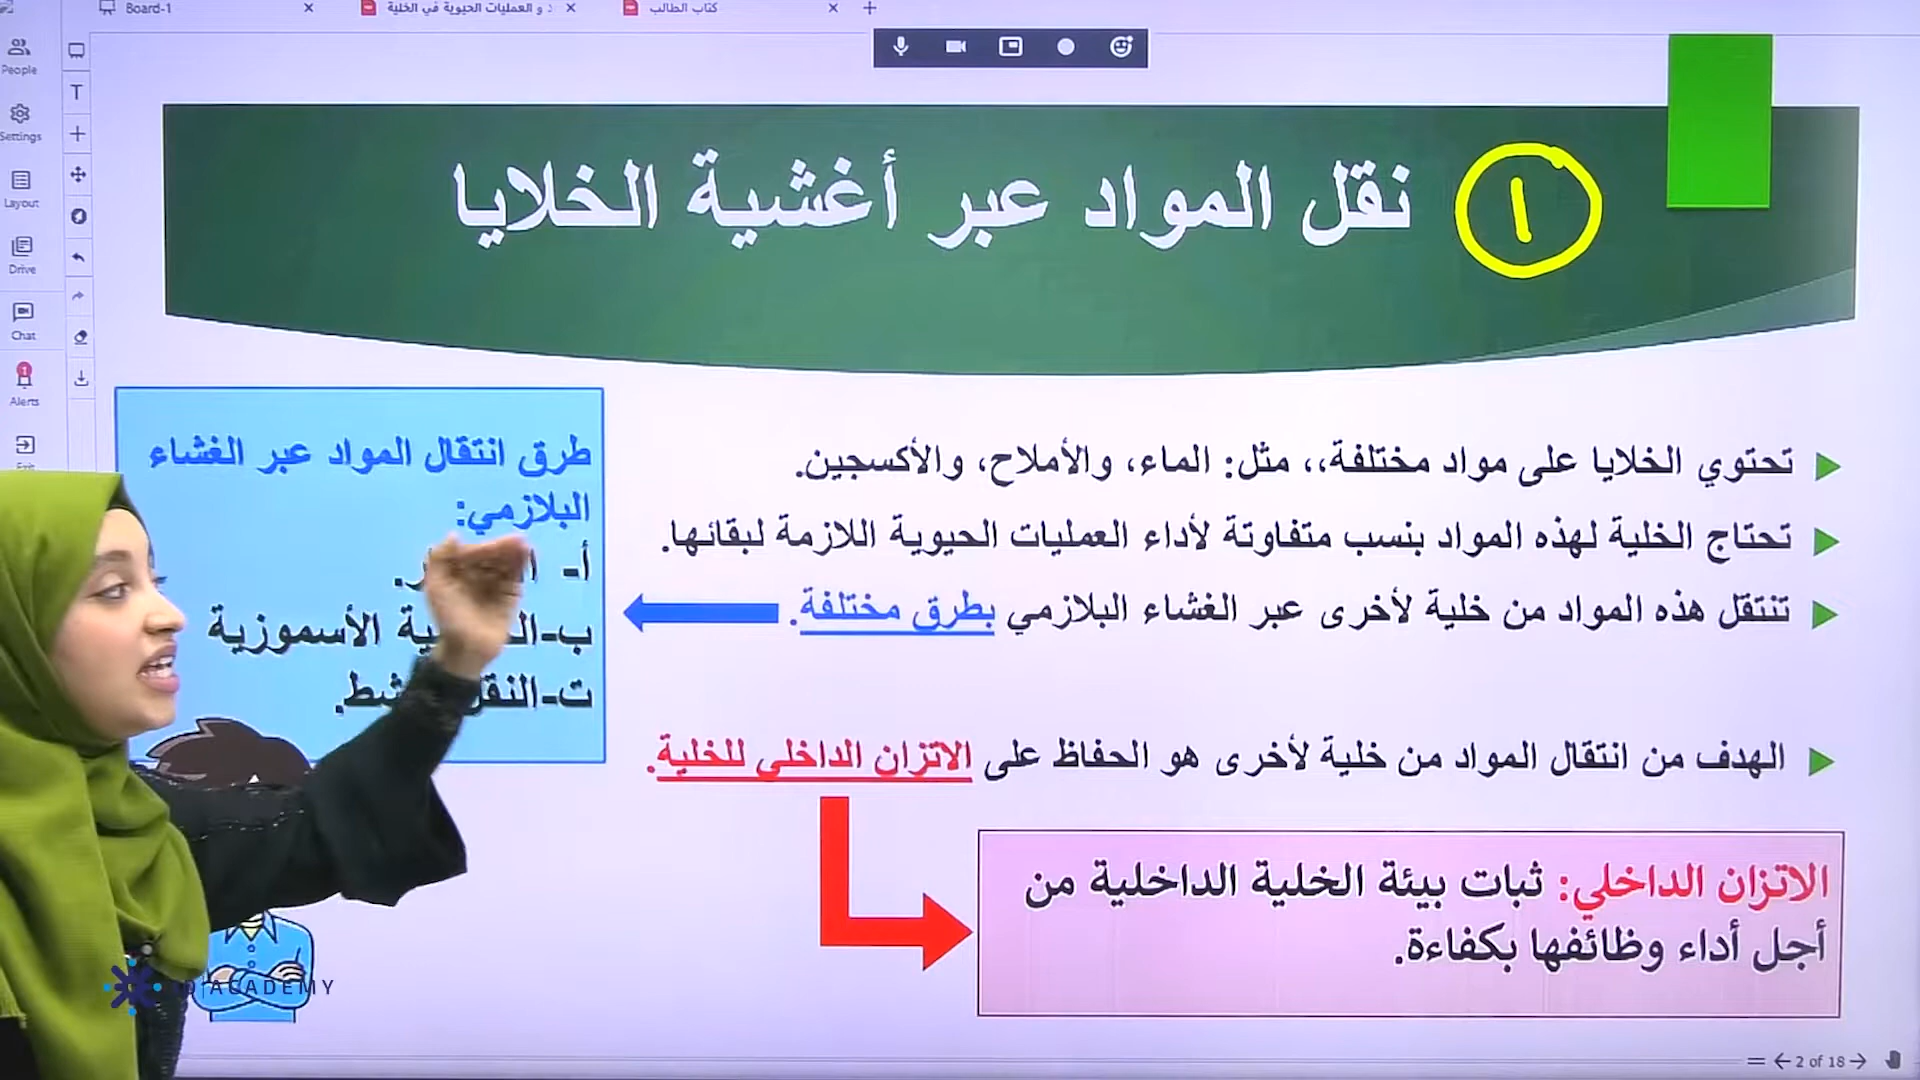 Board-1
د و العمليات الحيوية في الخلية
كتاب الطالب
People
Settings
Layout
Drive
Chat
1
Alerts
Exit
T
١
نقل المواد عبر أغشية الخلايا
تحتوي الخلايا على مواد مختلفة،، مثل: الماء، والأملاح، والأكسجين.
تحتاج الخلية لهذه المواد بنسب متفاوتة لأداء العمليات الحيوية اللازمة لبقائها.
تنتقل هذه المواد من خلية لأخرى عبر الغشاء البلازمي بطرق مختلفة.
الهدف من انتقال المواد من خلية لأخرى هو الحفاظ على الاتزان الداخلي للخلية.
الاتزان الداخلي: ثبات بيئة الخلية الداخلية من
أجل أداء وظائفها بكفاءة.
طرق انتقال المواد عبر الغشاء
البلازمي:
أ-
ب- الأسموزية
ت-النقل
ACADEMY
2 of 18